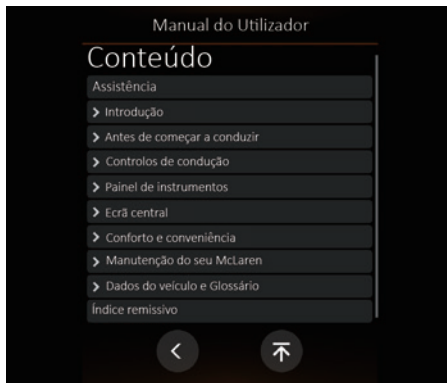 Manual do Utilizador
Conteúdo
Assistência
Introdução
Antes de começar a conduzir
Controlos de condução
Painel de instrumentos
Ecrã central
Conforto e conveniência
Manutenção do seu McLaren
Dados do veículo e Glossário
Índice remissivo